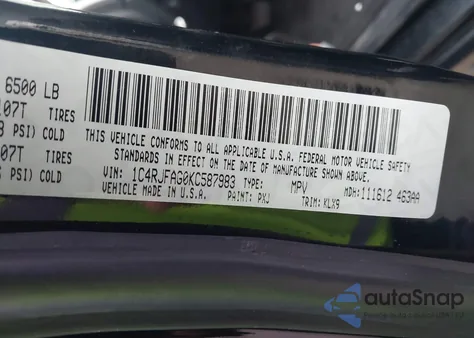 6500 LB
107T TIRES
PSI) COLD
07T TIRES
PSI) COLD
THIS VEHICLE CONFORMS TO ALL APPLICABLE U.S.A. FEDERAL MOTOR VEHICLE SAFETY
STANDARDS IN EFFECT ON THE DATE OF MANUFACTURE SHOWN ABOVE.
VIN: 1C4RJFAG0KC587983 TYPE: MPV MDH: 111612 463AA
MADE IN U.S.A. PAINT: PXJ TRIM: KLX9
autoSnap